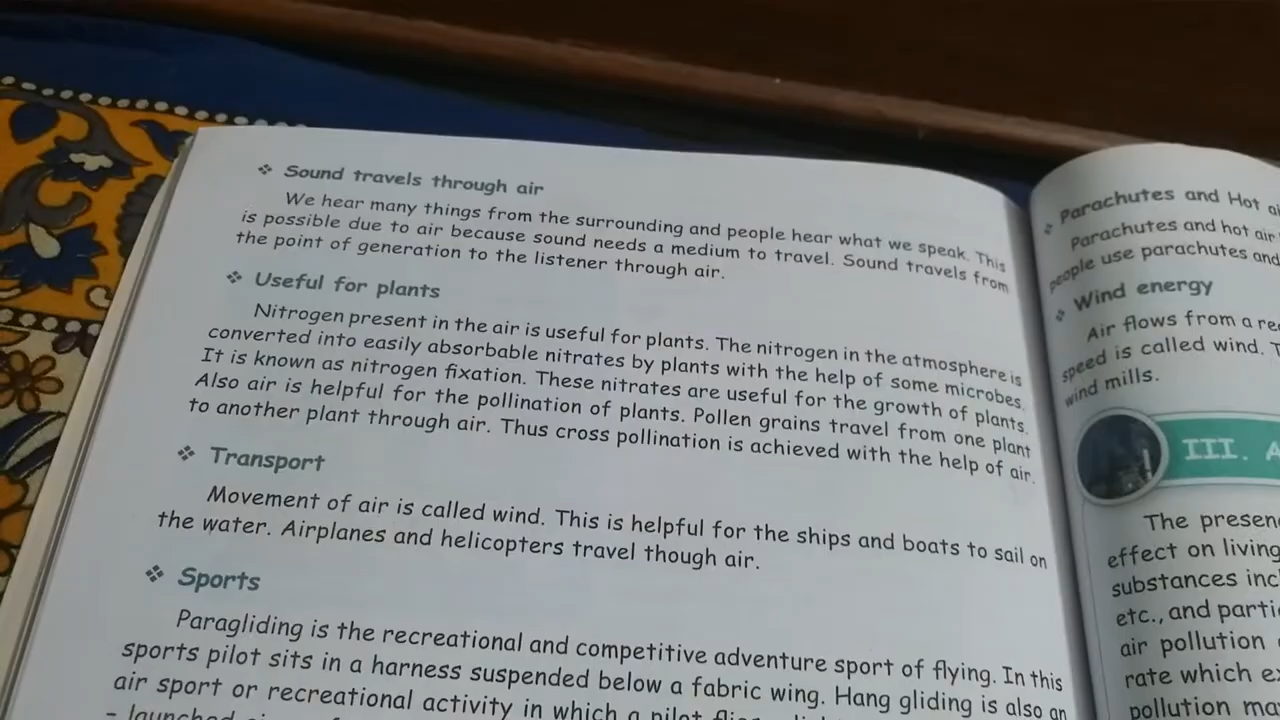 ❖ Sound travels through air
We hear many things from the surrounding and people hear what we speak. This
is possible due to air because sound needs a medium to travel. Sound travels from
the point of generation to the listener through air.
❖ Useful for plants
Nitrogen present in the air is useful for plants. The nitrogen in the atmosphere is
converted into easily absorbable nitrates by plants with the help of some microbes.
It is known as nitrogen fixation. These nitrates are useful for the growth of plants.
Also air is helpful for the pollination of plants. Pollen grains travel from one plant
to another plant through air. Thus cross pollination is achieved with the help of air.
❖ Transport
Movement of air is called wind. This is helpful for the ships and boats to sail on
the water. Airplanes and helicopters travel though air.
❖ Sports
Paragliding is the recreational and competitive adventure sport of flying. In this
sports pilot sits in a harness suspended below a fabric wing. Hang gliding is also an
air sport or recreational activity in which a pilot flies
- launched
❖ Parachutes and Hot
Parachutes and hot air
people use parachutes and
❖ Wind energy
Air flows from a
speed is called wind.
wind mills.
III. A
The presen
effect on living
substances inc
etc., and parti
air pollution
rate which ex
pollution ma